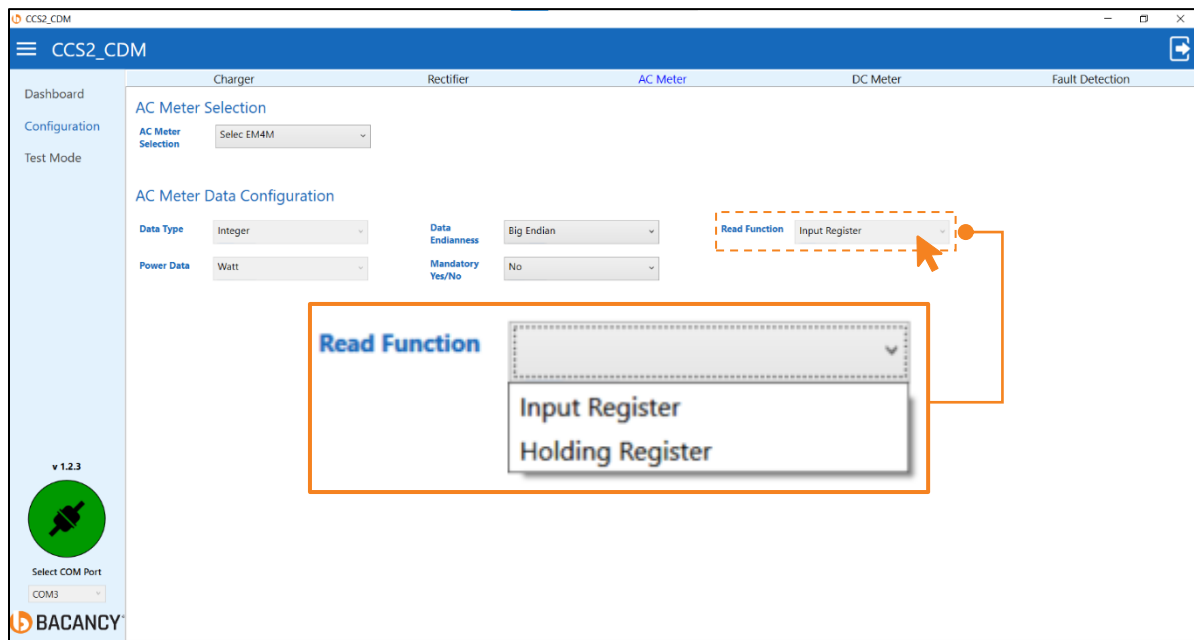 CCS2_CDM
CCS2_CDM
Charger Rectifier AC Meter DC Meter Fault Detection
Dashboard
Configuration
Test Mode
AC Meter Selection
AC Meter
Selection
Selec EM4M
AC Meter Data Configuration
Data Type Integer
Data
Endianness
Big Endian
Read Function Input Register
Power Data Watt
Mandatory
Yes/No
No
Read Function
Input Register
Holding Register
v 1.2.3
Select COM Port
COM3
BACANCY